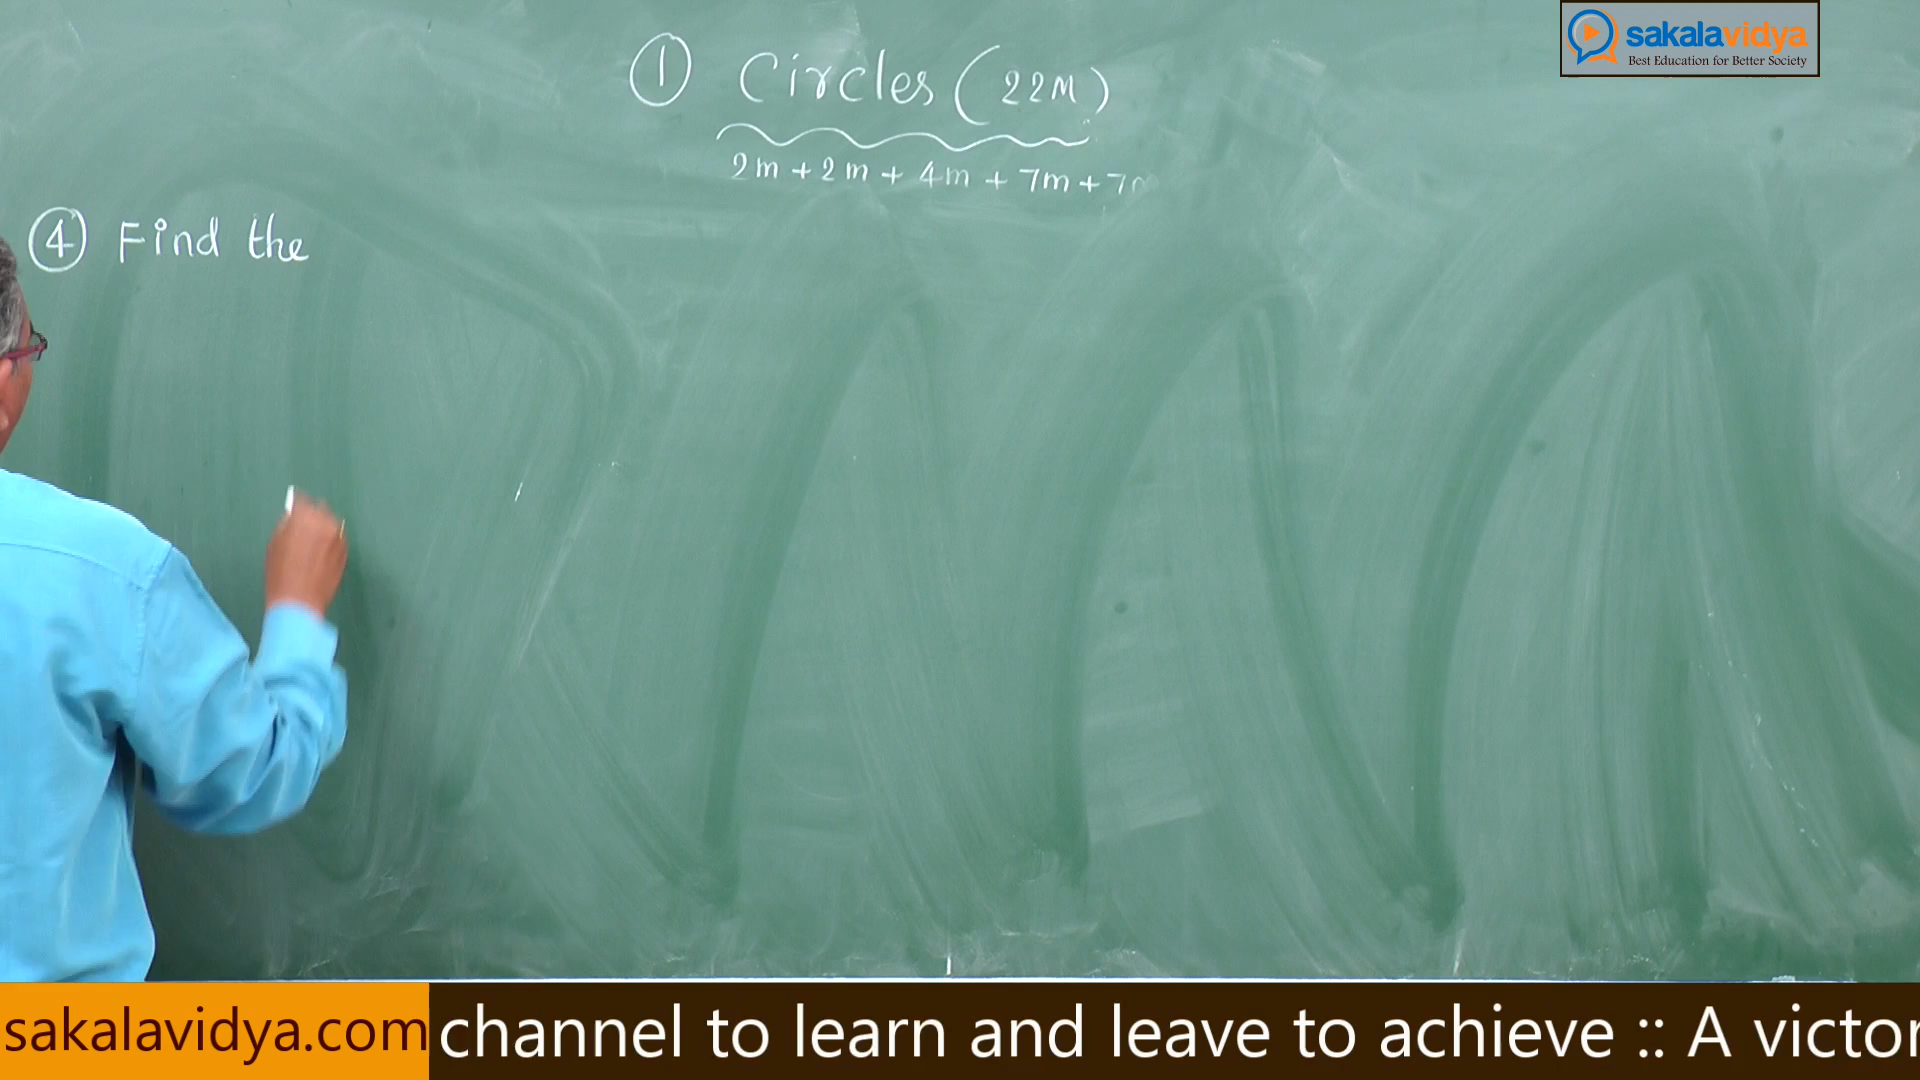 sakalavidya
Best Education for Better Society
① Circles (22M)
2m + 2m + 4m + 7m + 7m
④ Find the
sakalavidya.com channel to learn and leave to achieve :: A victor